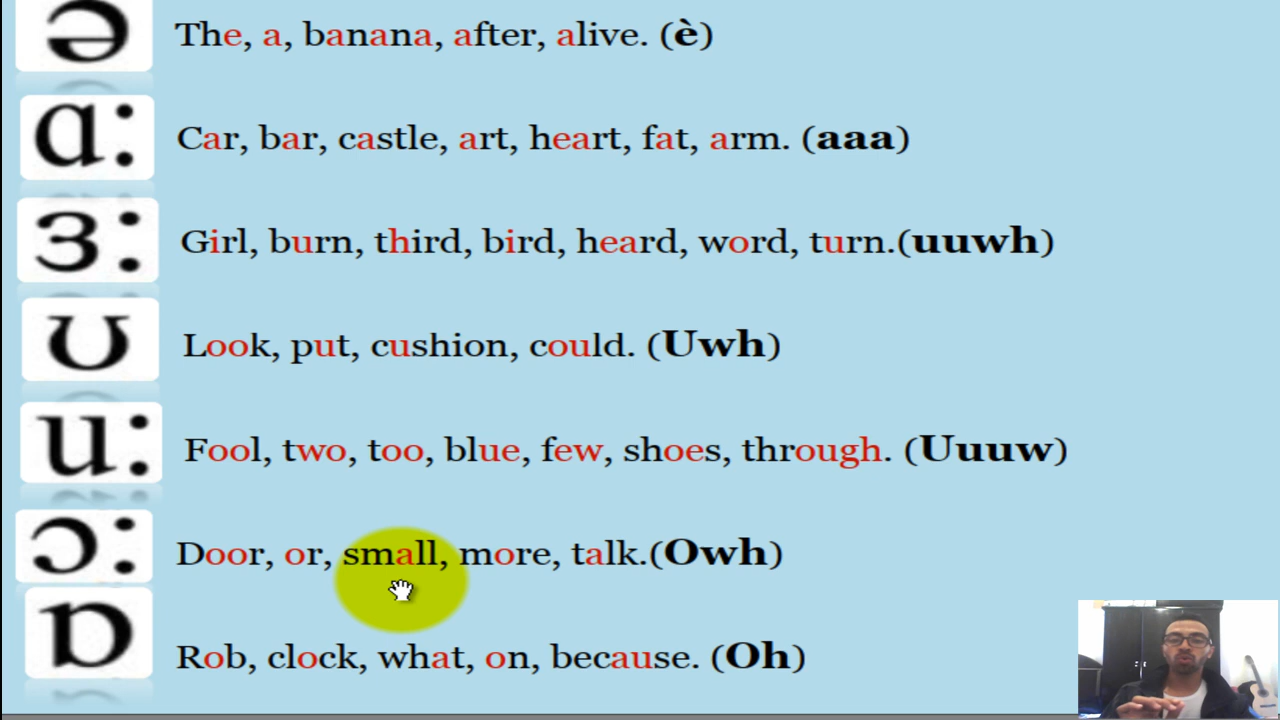 ə The, a, banana, after, alive. (è)
ɑ: Car, bar, castle, art, heart, fat, arm. (aaa)
ɜ: Girl, burn, third, bird, heard, word, turn.(uuwh)
ʊ Look, put, cushion, could. (Uwh)
u: Fool, two, too, blue, few, shoes, through. (Uuuw)
ɔ: Door, or, small, more, talk.(Owh)
ɒ Rob, clock, what, on, because. (Oh)